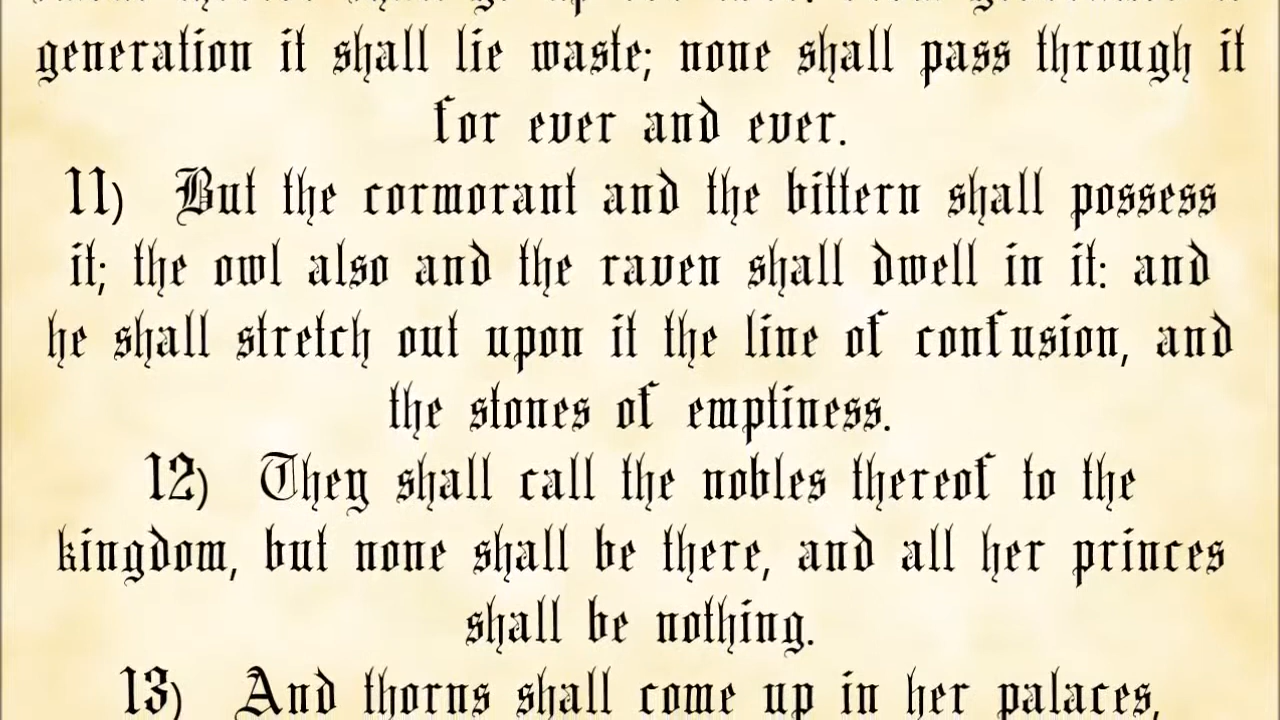 generation it shall lie waste; none shall pass through it
for ever and ever.
11) But the cormorant and the bittern shall possess
it; the owl also and the raven shall dwell in it: and
he shall stretch out upon it the line of confusion, and
the stones of emptiness.
12) They shall call the nobles thereof to the
kingdom, but none shall be there, and all her princes
shall be nothing.
13) And thorns shall come up in her palaces,